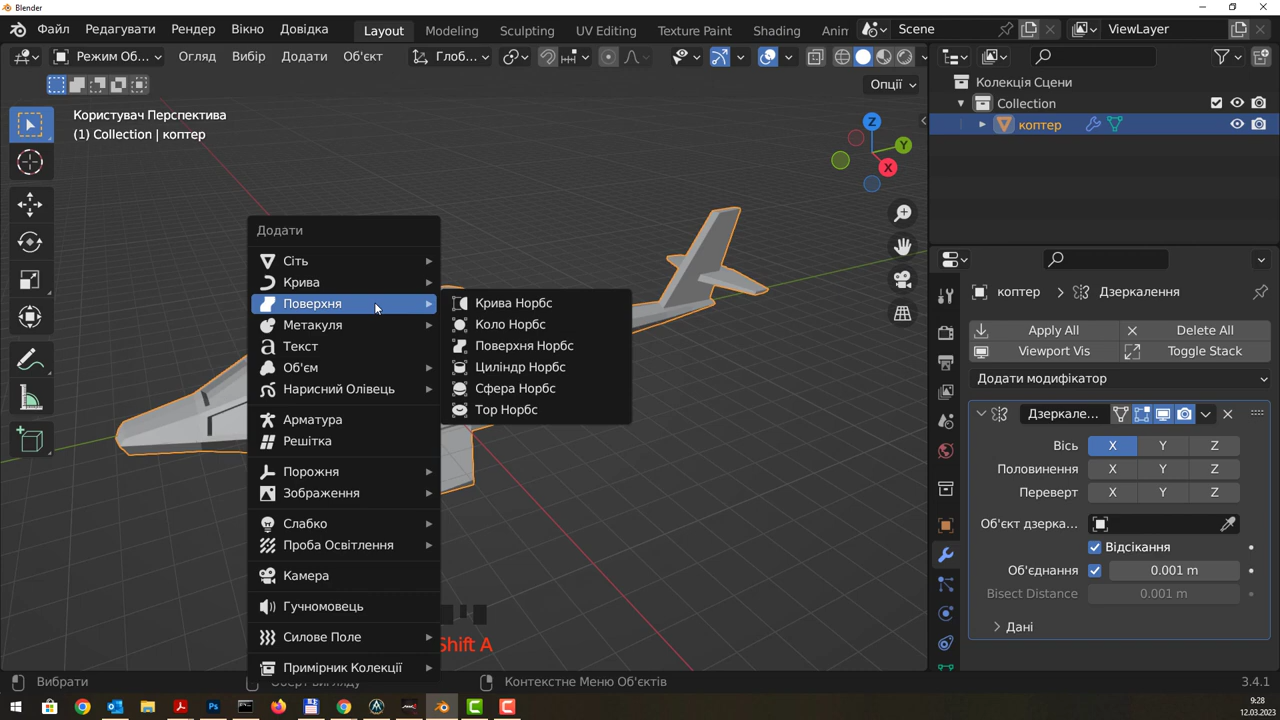 Blender
Файл Редагувати Рендер Вікно Довідка Layout Modeling Sculpting UV Editing Texture Paint Shading Anim Scene ViewLayer
Режим Об... Огляд Вибір Додати Об'єкт Глоб...
Опції
Користувач Перспектива
(1) Collection | коптер
Z
Y
X
Додати
Сіть
Крива
Поверхня
Метакуля
Текст
Об'єм
Нарисний Олівець
Арматура
Решітка
Порожня
Зображення
Слабко
Проба Освітлення
Камера
Гучномовець
Силове Поле
Примірник Колекції
Крива Норбс
Коло Норбс
Поверхня Норбс
Циліндр Норбс
Сфера Норбс
Тор Норбс
Shift A
Колекція Сцени
Collection
коптер
коптер Дзеркалення
Apply All Delete All
Viewport Vis Toggle Stack
Додати модифікатор
Дзеркале...
Вісь X Y Z
Половинення X Y Z
Переверт X Y Z
Об'єкт дзерка...
Відсікання
Об'єднання 0.001 m
Bisect Distance 0.001 m
Дані
Вибрати Оберт Вигляду Контекстне Меню Об'єктів 3.4.1
9:28
12.03.2023